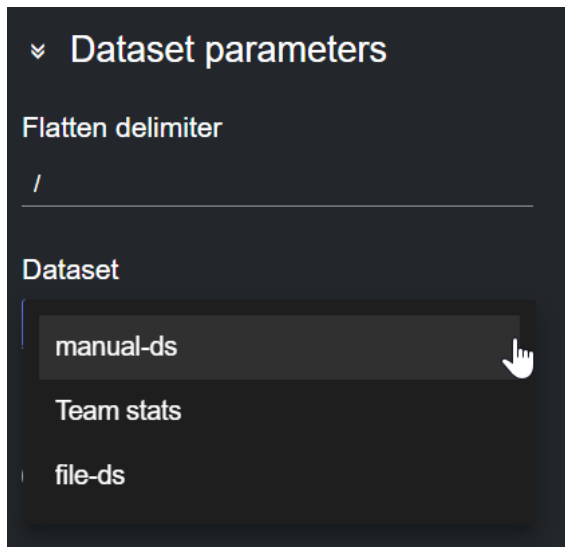 Dataset parameters
Flatten delimiter
/
Dataset
manual-ds
Team stats
file-ds